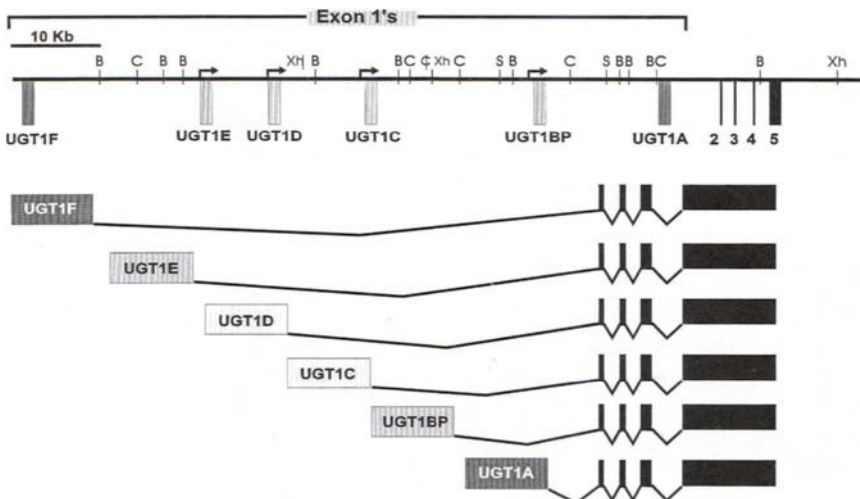 Exon 1's
10 Kb
B C B B Xh B B C C Xh C S B C S B B B C B Xh
UGT1F UGT1E UGT1D UGT1C UGT1BP UGT1A 2 3 4 5
UGT1F
UGT1E
UGT1D
UGT1C
UGT1BP
UGT1A